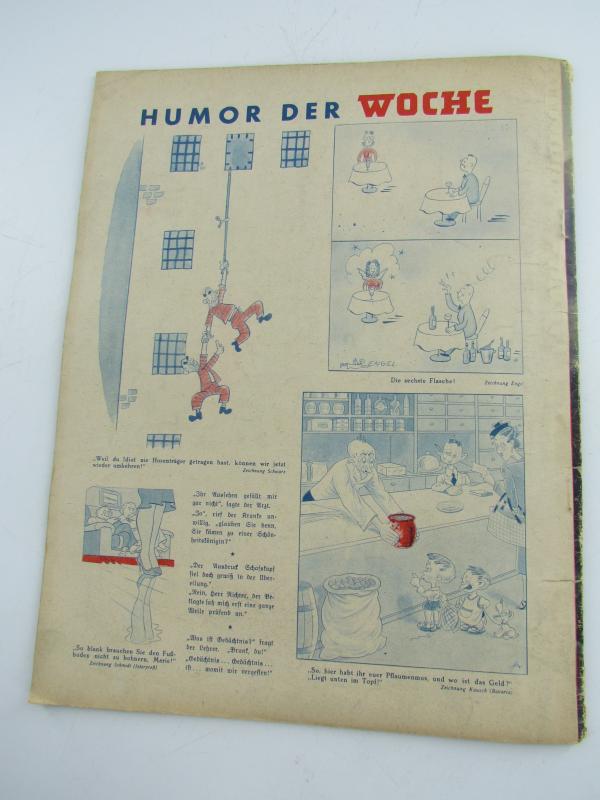 HUMOR DER WOCHE
ENGEL
Die sechste Flasche!
Zeichnung Engel
„Weil du Idiot nie Hosenträger getragen hast, können wir jetzt
wieder umkehren!"
Zeichnung Schwarz
„Ihr Aussehen gefällt mir
gar nicht", sagte der Arzt.
„Ja", rief der Kranke un-
willig, „glauben Sie denn,
Sie kämen zu einer Schön-
heitskönigin?"
*
„Der Ausdruck Schafskopf
fiel doch gewiß in der Über-
eilung."
„Nein, Herr Richter, der Be-
klagte sah mich erst eine ganze
Weile prüfend an."
*
„Was ist Gedächtnis?" fragt
der Lehrer. „Brank, du!"
„Gedächtnis ... Gedächtnis ...
ist ... womit wir vergessen!"
„So blank brauchen Sie den Fuß-
boden nicht zu bohnern, Marie!"
Zeichnung Schmidt (Interpreß)
„So, hier habt ihr euer Pflaumenmus, und wo ist das Geld?"
„Liegt unten im Topf!"
Zeichnung Kausch (Bavaria)